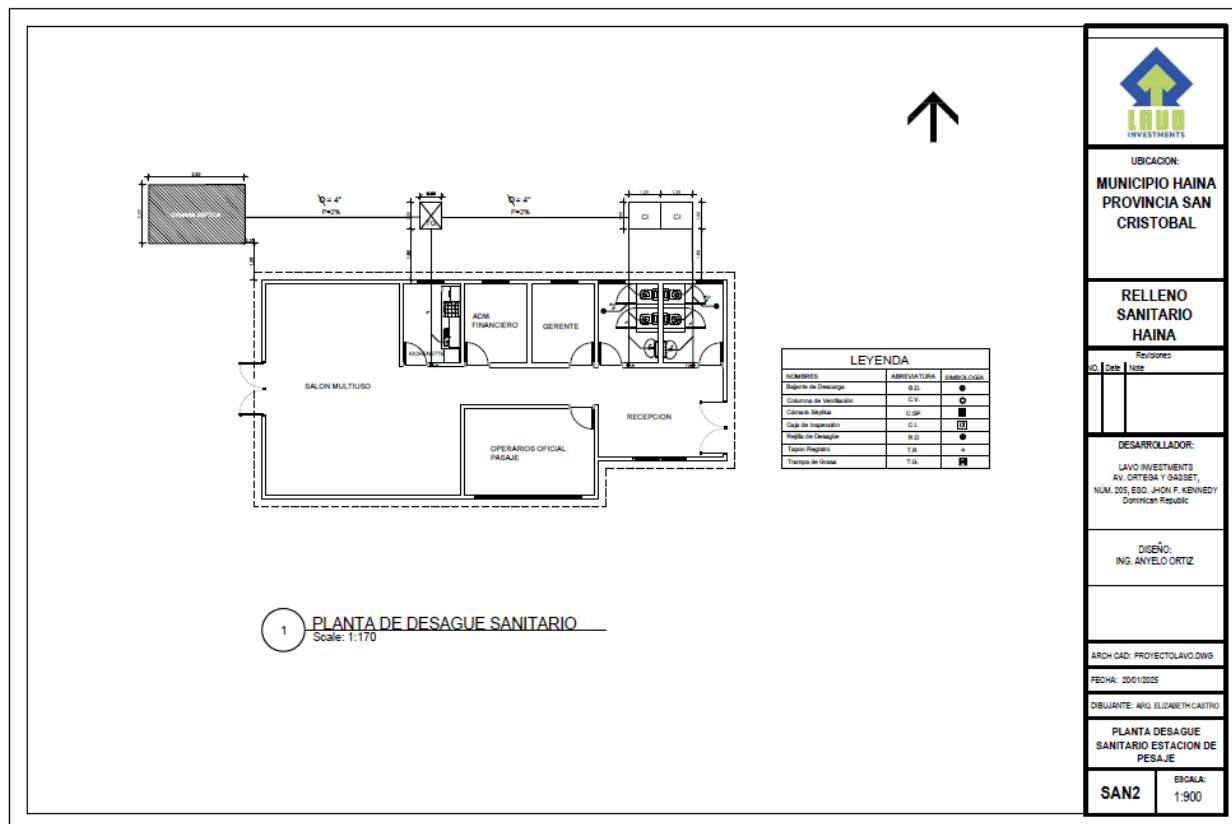 LAVO
INVESTMENTS
UBICACION:
MUNICIPIO HAINA
PROVINCIA SAN
CRISTOBAL
RELLENO
SANITARIO
HAINA
Revisiones
NO. Date Note
DESARROLLADOR:
LAVO INVESTMENTS
AV. ORTEGA Y GASSET,
NÚM. 205, ESQ. JHON F. KENNEDY
Dominican Republic
DISEÑO:
ING. ANYELO ORTIZ
ARCH CAD: PROYECTOLAVO.DWG
FECHA: 20/01/2025
DIBUJANTE: ARQ. ELIZABETH CASTRO
PLANTA DESAGUE
SANITARIO ESTACION DE
PESAJE
SAN2
ESCALA:
1:900
Ø = 4"
P=2%
Ø = 4"
P=2%
TG
CI
CI
ADM.
FINANCIERO
GERENTE
KICHENETTE
SALON MULTIUSO
RECEPCION
OPERARIOS OFICIAL
PASAJE
LEYENDA
NOMBRES ABREVIATURA SIMBOLOGÍA
Bajante de Descarga B.D.
Columna de Ventilación C.V.
Cámara Séptica C.SP
Caja de Inspección C.I. CI
Rejilla de Desagüe R.D
Tapon Registro T.R
Trampa de Grasa T.G.
1
PLANTA DE DESAGUE SANITARIO
Scale: 1:170